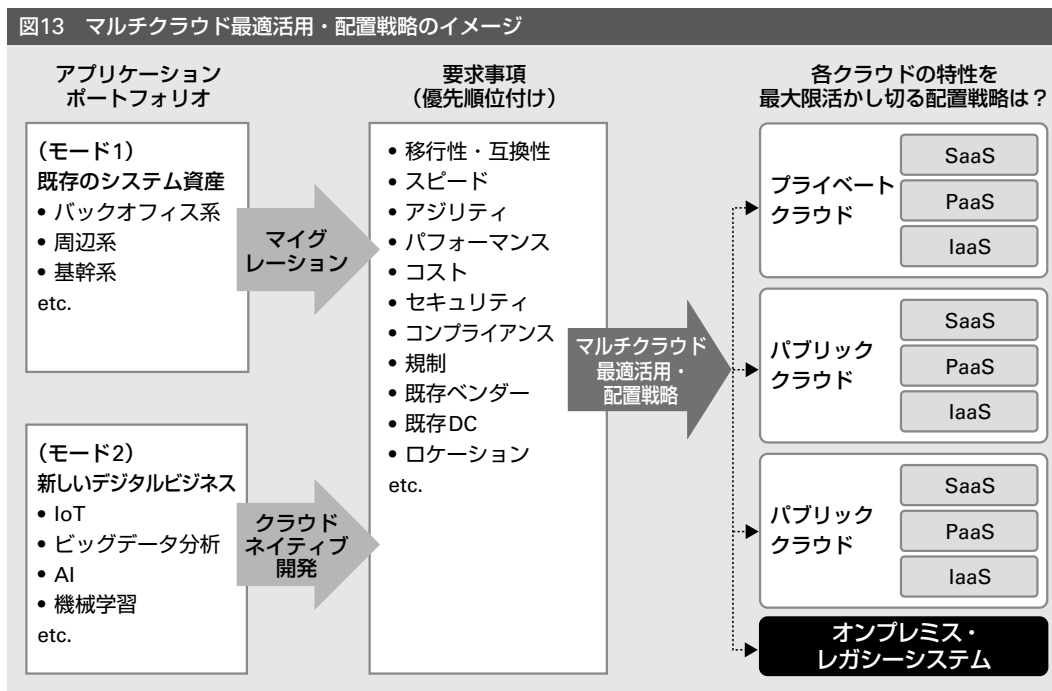 図13 マルチクラウド最適活用・配置戦略のイメージ
アプリケーション
ポートフォリオ
(モード1)
既存のシステム資産
• バックオフィス系
• 周辺系
• 基幹系
etc.
マイグ
レーション
(モード2)
新しいデジタルビジネス
• IoT
• ビッグデータ分析
• AI
• 機械学習
etc.
クラウド
ネイティブ
開発
要求事項
(優先順位付け)
• 移行性・互換性
• スピード
• アジリティ
• パフォーマンス
• コスト
• セキュリティ
• コンプライアンス
• 規制
• 既存ベンダー
• 既存DC
• ロケーション
etc.
マルチクラウド
最適活用・
配置戦略
各クラウドの特性を
最大限活かし切る配置戦略は？
プライベート
クラウド
SaaS
PaaS
IaaS
パブリック
クラウド
SaaS
PaaS
IaaS
パブリック
クラウド
SaaS
PaaS
IaaS
オンプレミス・
レガシーシステム